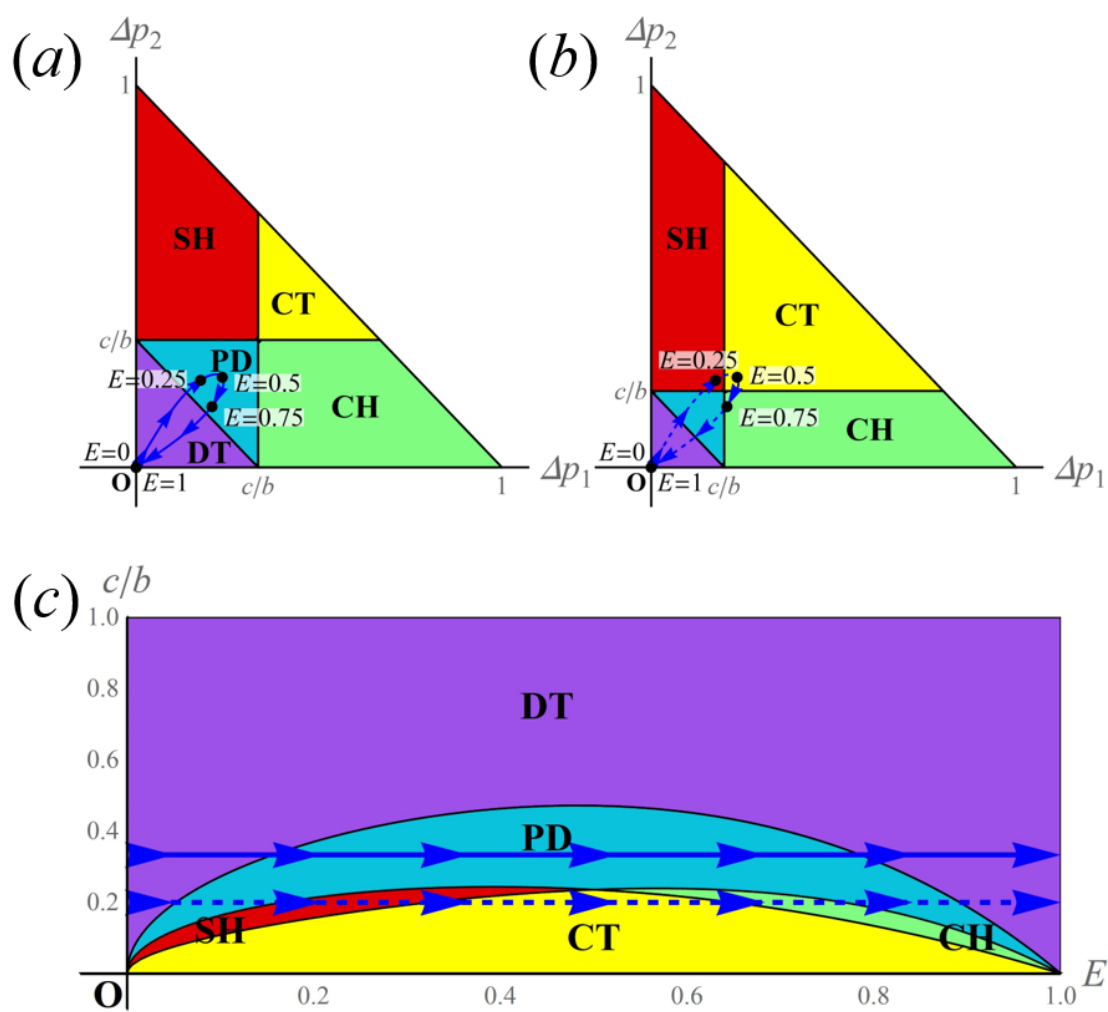 (a)
Δp2
1
SH
CT
c/b
PD
E=0.25
E=0.5
E=0.75
CH
E=0
DT
O
E=1
c/b
1
Δp1
(b)
Δp2
1
SH
CT
E=0.25
E=0.5
c/b
E=0.75
CH
E=0
O
E=1
c/b
1
Δp1
(c)
c/b
1.0
0.8
DT
0.6
0.4
PD
0.2
SH
CT
CH
O
0.2
0.4
0.6
0.8
1.0
E